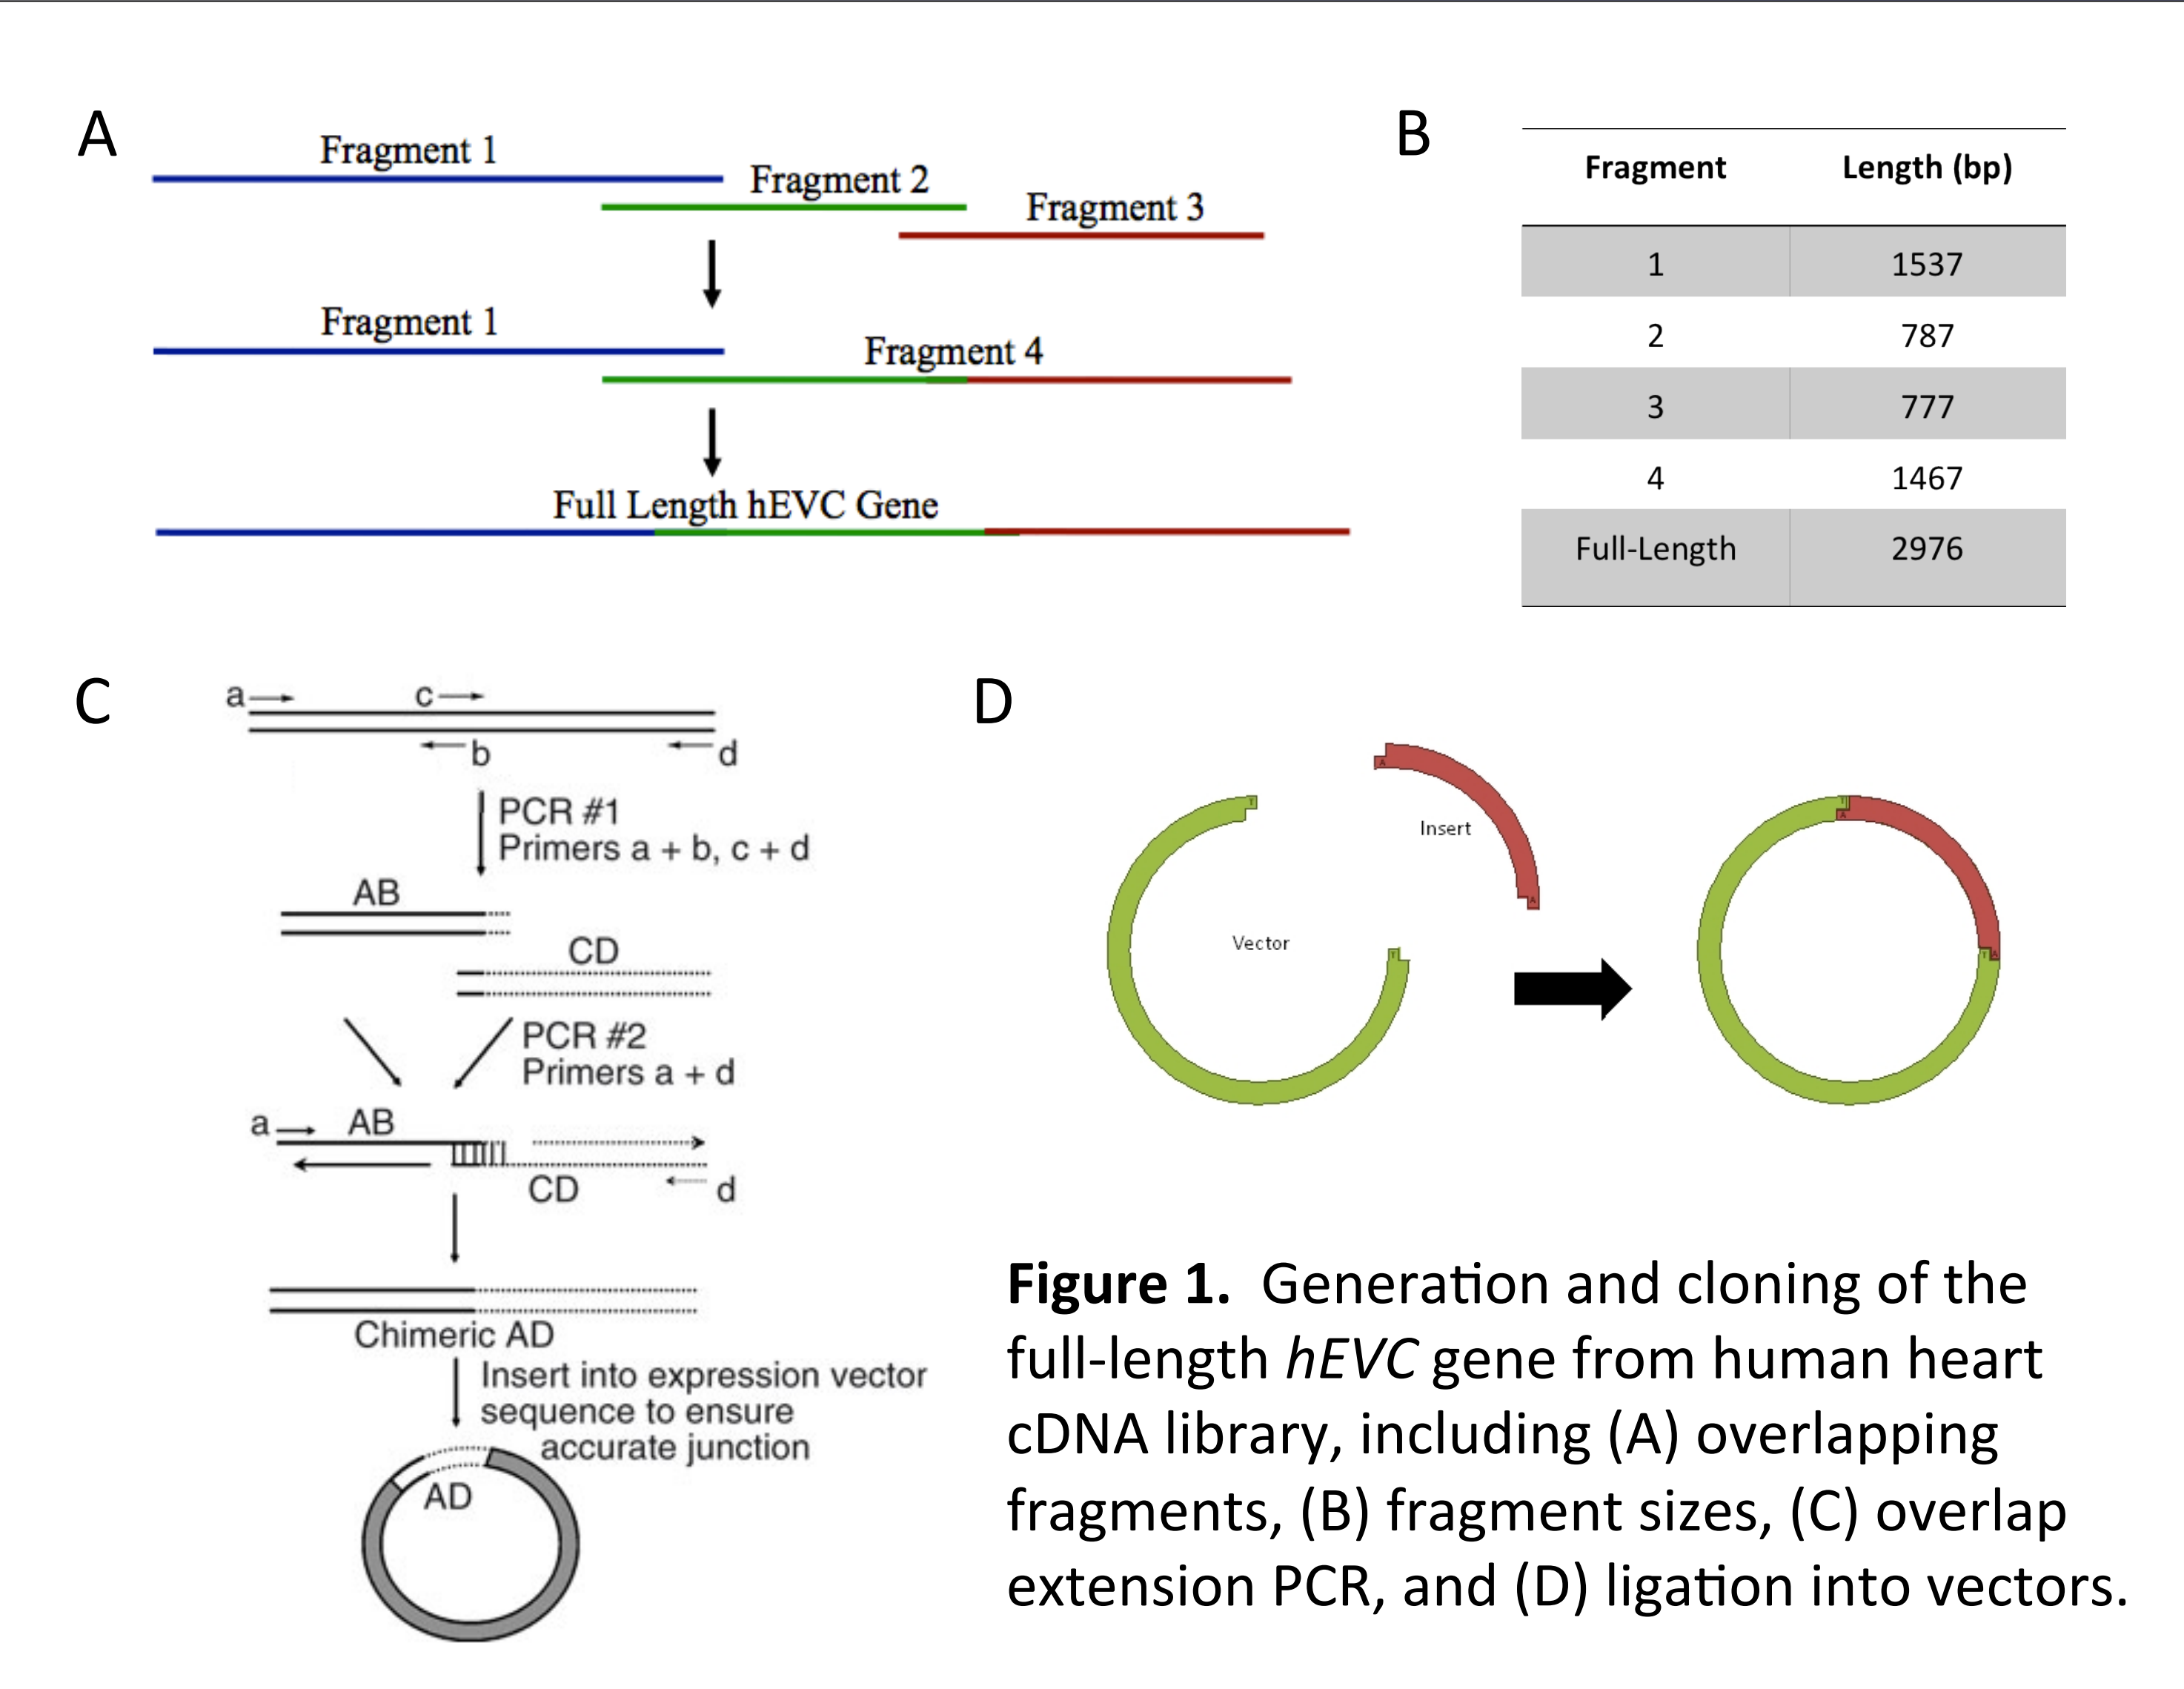 A
Fragment 1
Fragment 2
Fragment 3
Fragment 1
Fragment 4
Full Length hEVC Gene
B
Fragment Length (bp)
1 1537
2 787
3 777
4 1467
Full-Length 2976
C
a c
b d
PCR #1
Primers a + b, c + d
AB
CD
PCR #2
Primers a + d
a AB
CD d
Chimeric AD
Insert into expression vector
sequence to ensure
accurate junction
AD
D
A
T
Insert
A
Vector
T
T
A
T A
Figure 1. Generation and cloning of the
full-length hEVC gene from human heart
cDNA library, including (A) overlapping
fragments, (B) fragment sizes, (C) overlap
extension PCR, and (D) ligation into vectors.